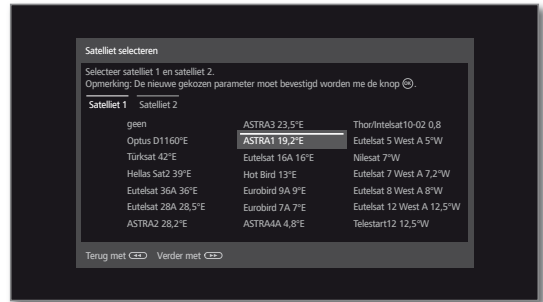 Satelliet selecteren
Selecteer satelliet 1 en satelliet 2.
Opmerking: De nieuwe gekozen parameter moet bevestigd worden me de knop OK.
Satelliet 1 Satelliet 2
geen ASTRA3 23,5°E Thor/Intelsat10-02 0,8
Optus D1160°E ASTRA1 19,2°E Eutelsat 5 West A 5°W
Türksat 42°E Eutelsat 16A 16°E Nilesat 7°W
Hellas Sat2 39°E Hot Bird 13°E Eutelsat 7 West A 7,2°W
Eutelsat 36A 36°E Eurobird 9A 9°E Eutelsat 8 West A 8°W
Eutelsat 28A 28,5°E Eurobird 7A 7°E Eutelsat 12 West A 12,5°W
ASTRA2 28,2°E ASTRA4A 4,8°E Telestart12 12,5°W
Terug met Verder met